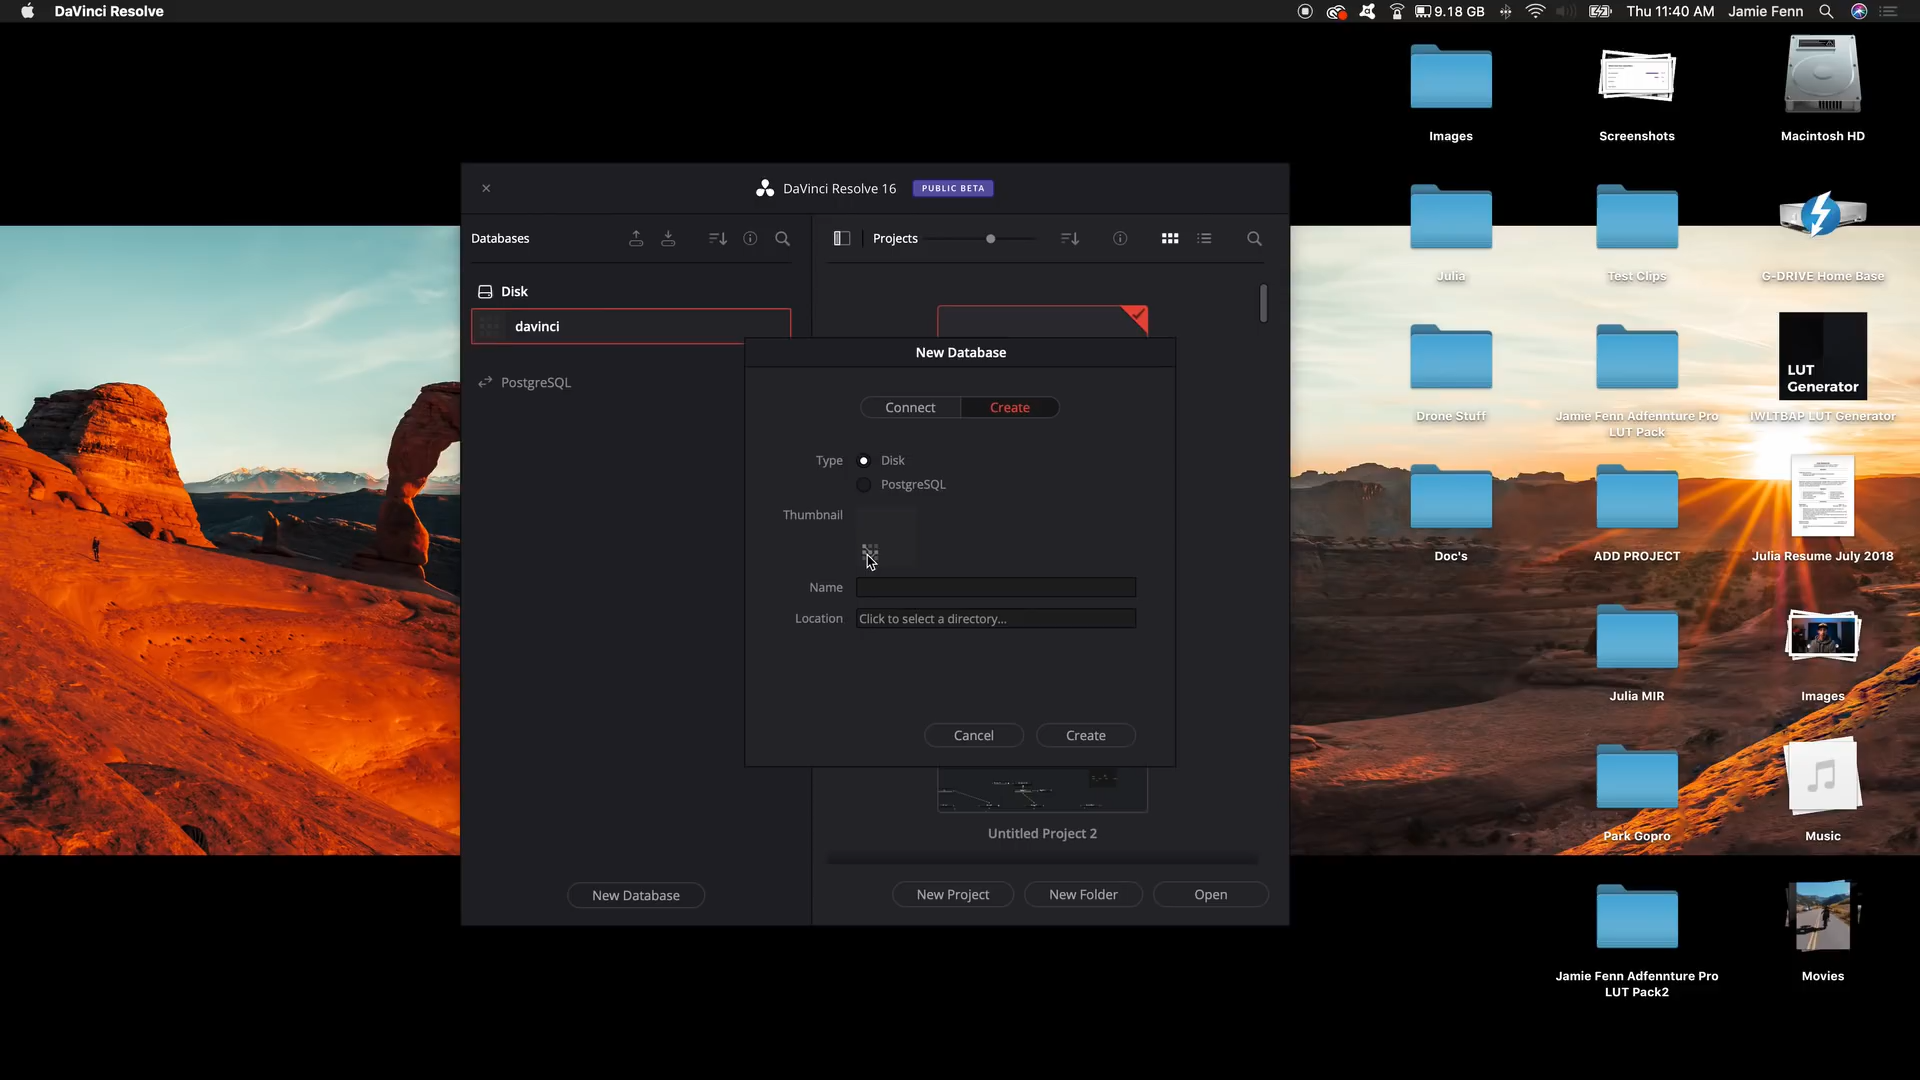 DaVinci Resolve
9.18 GB
Thu 11:40 AM
Jamie Fenn
Images
Screenshots
Macintosh HD
DaVinci Resolve 16
PUBLIC BETA
Databases
Projects
Disk
davinci
PostgreSQL
New Database
Connect
Create
Type
Disk
PostgreSQL
Thumbnail
Name
Location
Click to select a directory...
Cancel
Create
Untitled Project 2
New Database
New Project
New Folder
Open
Julia
Test Clips
G-DRIVE Home Base
LUT
Generator
Drone Stuff
Jamie Fenn Adfennture Pro
LUT Pack
IWLTBAP LUT Generator
Doc's
ADD PROJECT
Julia Resume July 2018
Julia MIR
Images
Park Gopro
Music
Jamie Fenn Adfennture Pro
LUT Pack2
Movies